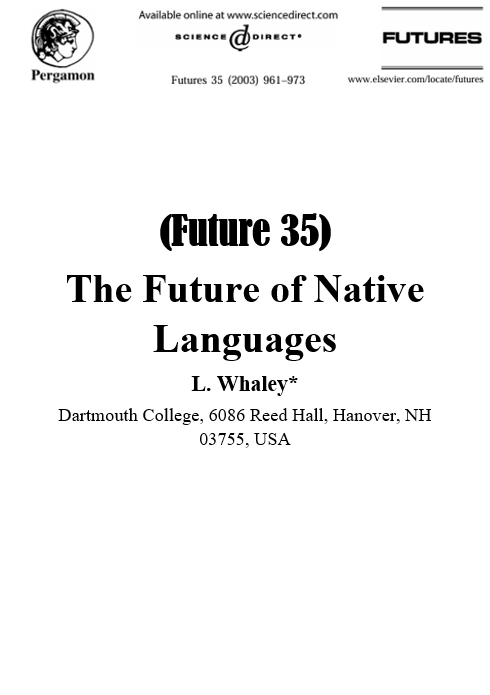 Available online at www.sciencedirect.com
SCIENCE @ DIRECT®
FUTURES
Pergamon
Futures 35 (2003) 961–973
www.elsevier.com/locate/futures
(Future 35)
The Future of Native
Languages
L. Whaley*
Dartmouth College, 6086 Reed Hall, Hanover, NH
03755, USA